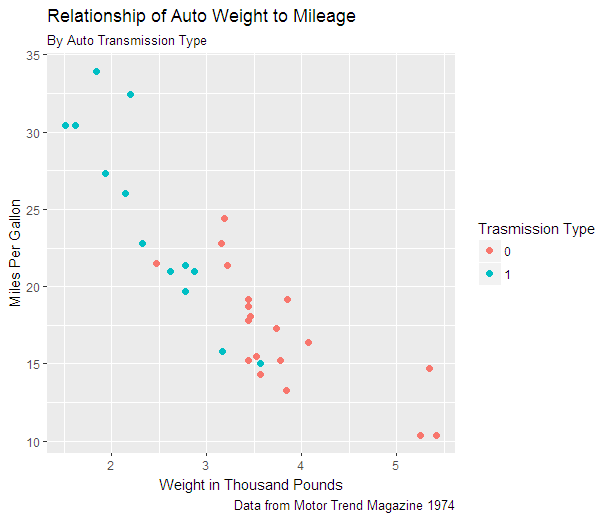 Relationship of Auto Weight to Mileage
By Auto Transmission Type
35
30
25
20
15
10
Miles Per Gallon
2 3 4 5
Weight in Thousand Pounds
Data from Motor Trend Magazine 1974
Trasmission Type
0
1